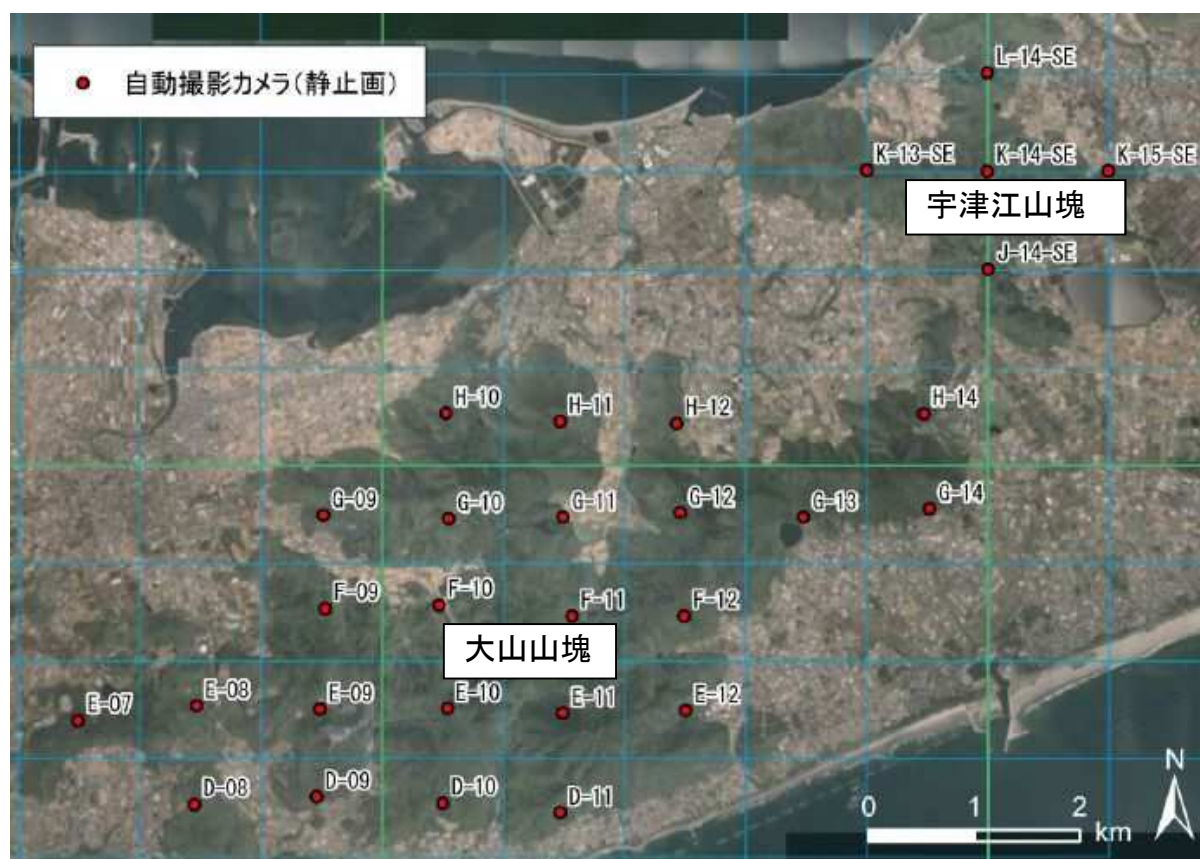 自動撮影カメラ(静止画)
L-14-SE
K-13-SE
K-14-SE
K-15-SE
宇津江山塊
J-14-SE
H-10
H-11
H-12
H-14
G-09
G-10
G-11
G-12
G-13
G-14
F-09
F-10
F-11
F-12
大山山塊
E-07
E-08
E-09
E-10
E-11
E-12
D-08
D-09
D-10
D-11
N
0 1 2
km